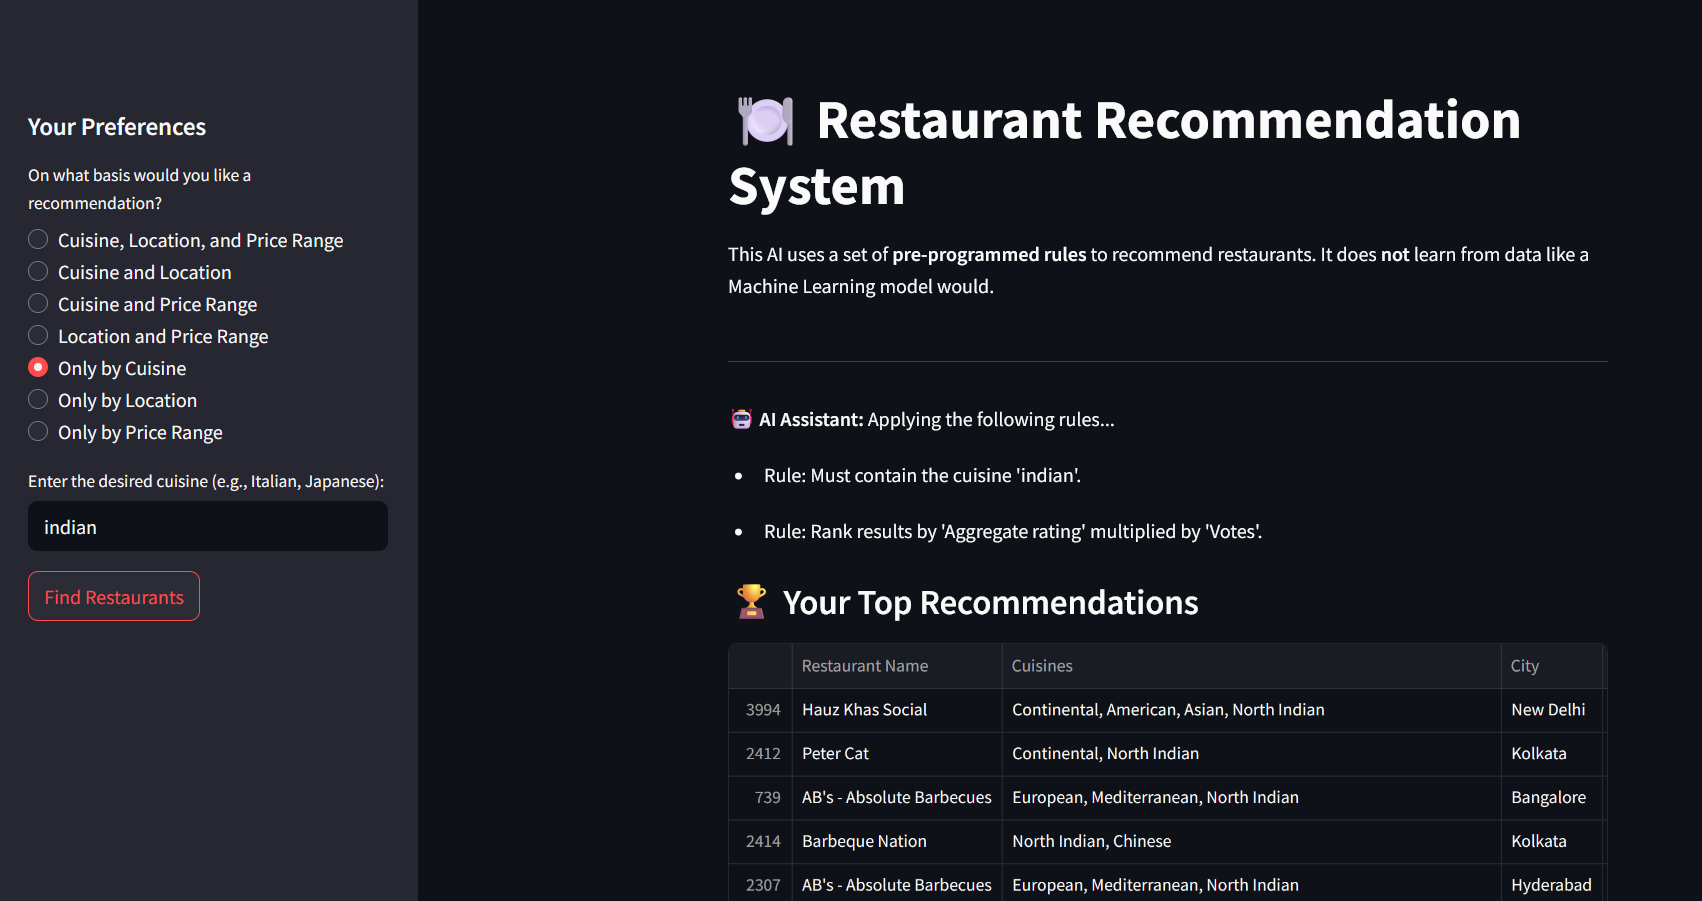 Your Preferences
On what basis would you like a
recommendation?
Cuisine, Location, and Price Range
Cuisine and Location
Cuisine and Price Range
Location and Price Range
Only by Cuisine
Only by Location
Only by Price Range
Enter the desired cuisine (e.g., Italian, Japanese):
indian
Find Restaurants
Restaurant Recommendation
System
This AI uses a set of pre-programmed rules to recommend restaurants. It does not learn from data like a
Machine Learning model would.
AI Assistant: Applying the following rules...
• Rule: Must contain the cuisine 'indian'.
• Rule: Rank results by 'Aggregate rating' multiplied by 'Votes'.
Your Top Recommendations
Restaurant Name Cuisines City
3994 Hauz Khas Social Continental, American, Asian, North Indian New Delhi
2412 Peter Cat Continental, North Indian Kolkata
739 AB's - Absolute Barbecues European, Mediterranean, North Indian Bangalore
2414 Barbeque Nation North Indian, Chinese Kolkata
2307 AB's - Absolute Barbecues European, Mediterranean, North Indian Hyderabad